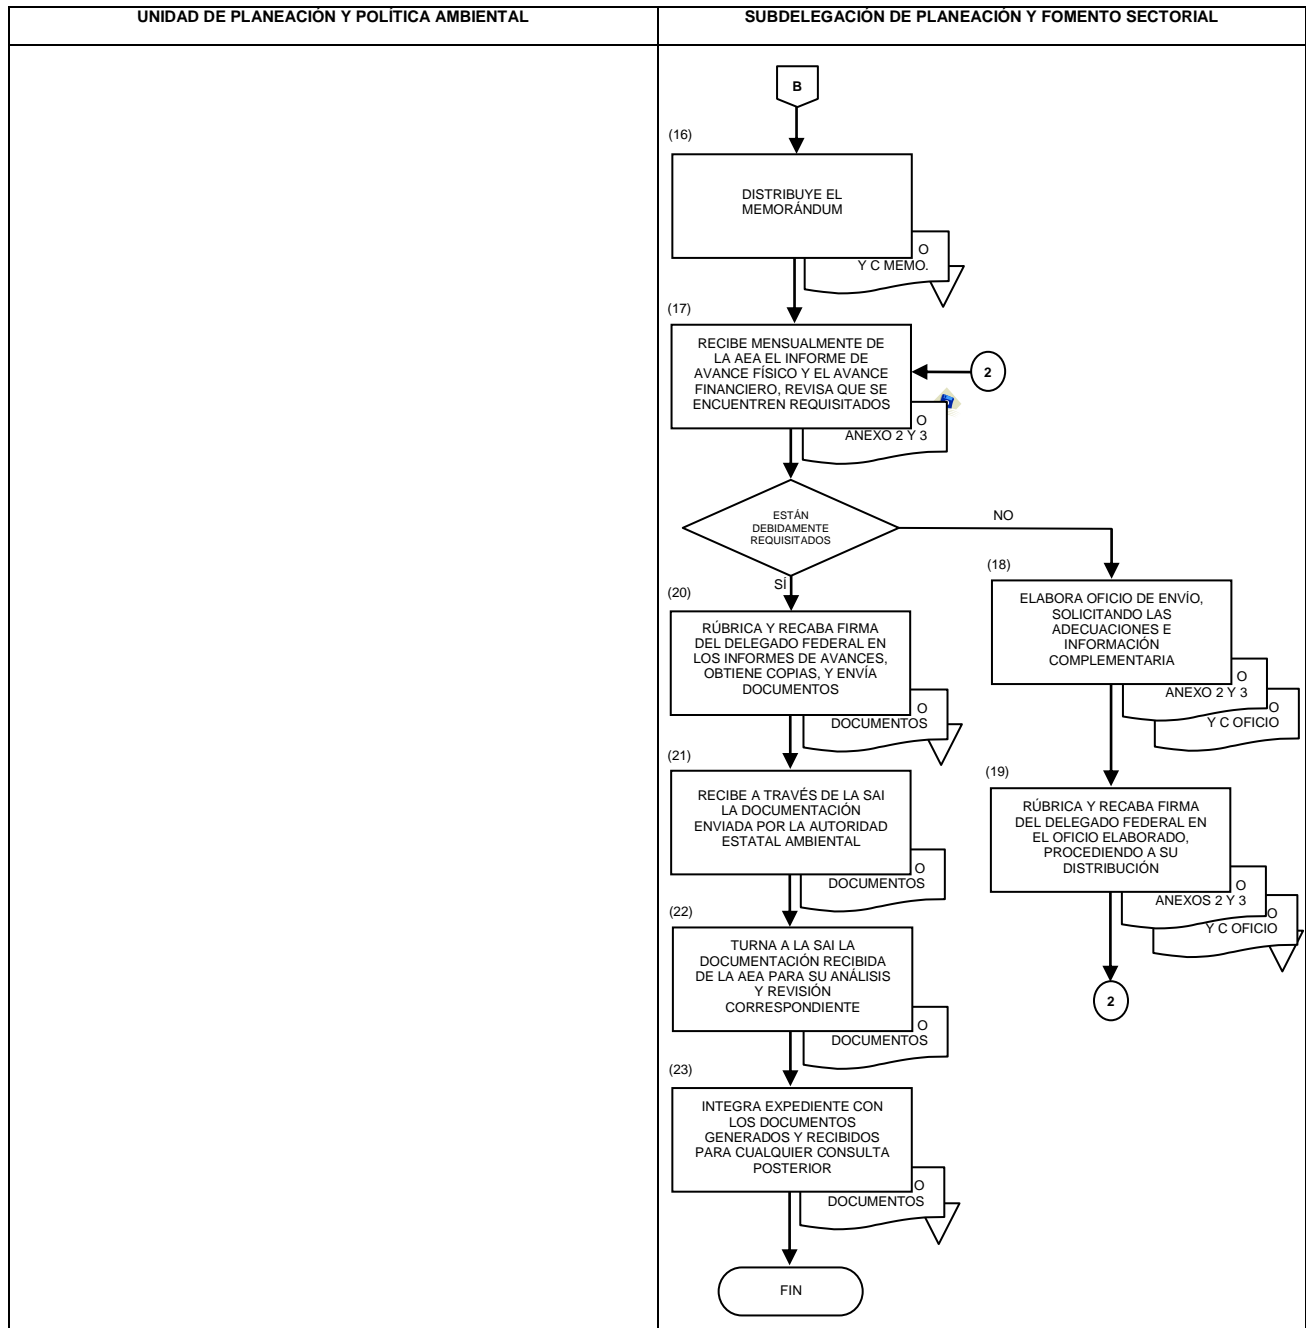 UNIDAD DE PLANEACIÓN Y POLÍTICA AMBIENTAL
SUBDELEGACIÓN DE PLANEACIÓN Y FOMENTO SECTORIAL
B
(16)
DISTRIBUYE EL
MEMORÁNDUM
O
Y C MEMO.
(17)
RECIBE MENSUALMENTE DE
LA AEA EL INFORME DE
AVANCE FÍSICO Y EL AVANCE
FINANCIERO, REVISA QUE SE
ENCUENTREN REQUISITADOS
2
O
ANEXO 2 Y 3
ESTÁN
DEBIDAMENTE
REQUISITADOS
NO
SÍ
(18)
ELABORA OFICIO DE ENVÍO,
SOLICITANDO LAS
ADECUACIONES E
INFORMACIÓN
COMPLEMENTARIA
O
ANEXO 2 Y 3
O
Y C OFICIO
(19)
RÚBRICA Y RECABA FIRMA
DEL DELEGADO FEDERAL EN
EL OFICIO ELABORADO,
PROCEDIENDO A SU
DISTRIBUCIÓN
O
ANEXOS 2 Y 3
O
Y C OFICIO
2
(20)
RÚBRICA Y RECABA FIRMA
DEL DELEGADO FEDERAL EN
LOS INFORMES DE AVANCES,
OBTIENE COPIAS, Y ENVÍA
DOCUMENTOS
O
DOCUMENTOS
(21)
RECIBE A TRAVÉS DE LA SAI
LA DOCUMENTACIÓN
ENVIADA POR LA AUTORIDAD
ESTATAL AMBIENTAL
O
DOCUMENTOS
(22)
TURNA A LA SAI LA
DOCUMENTACIÓN RECIBIDA
DE LA AEA PARA SU ANÁLISIS
Y REVISIÓN
CORRESPONDIENTE
O
DOCUMENTOS
(23)
INTEGRA EXPEDIENTE CON
LOS DOCUMENTOS
GENERADOS Y RECIBIDOS
PARA CUALQUIER CONSULTA
POSTERIOR
O
DOCUMENTOS
FIN